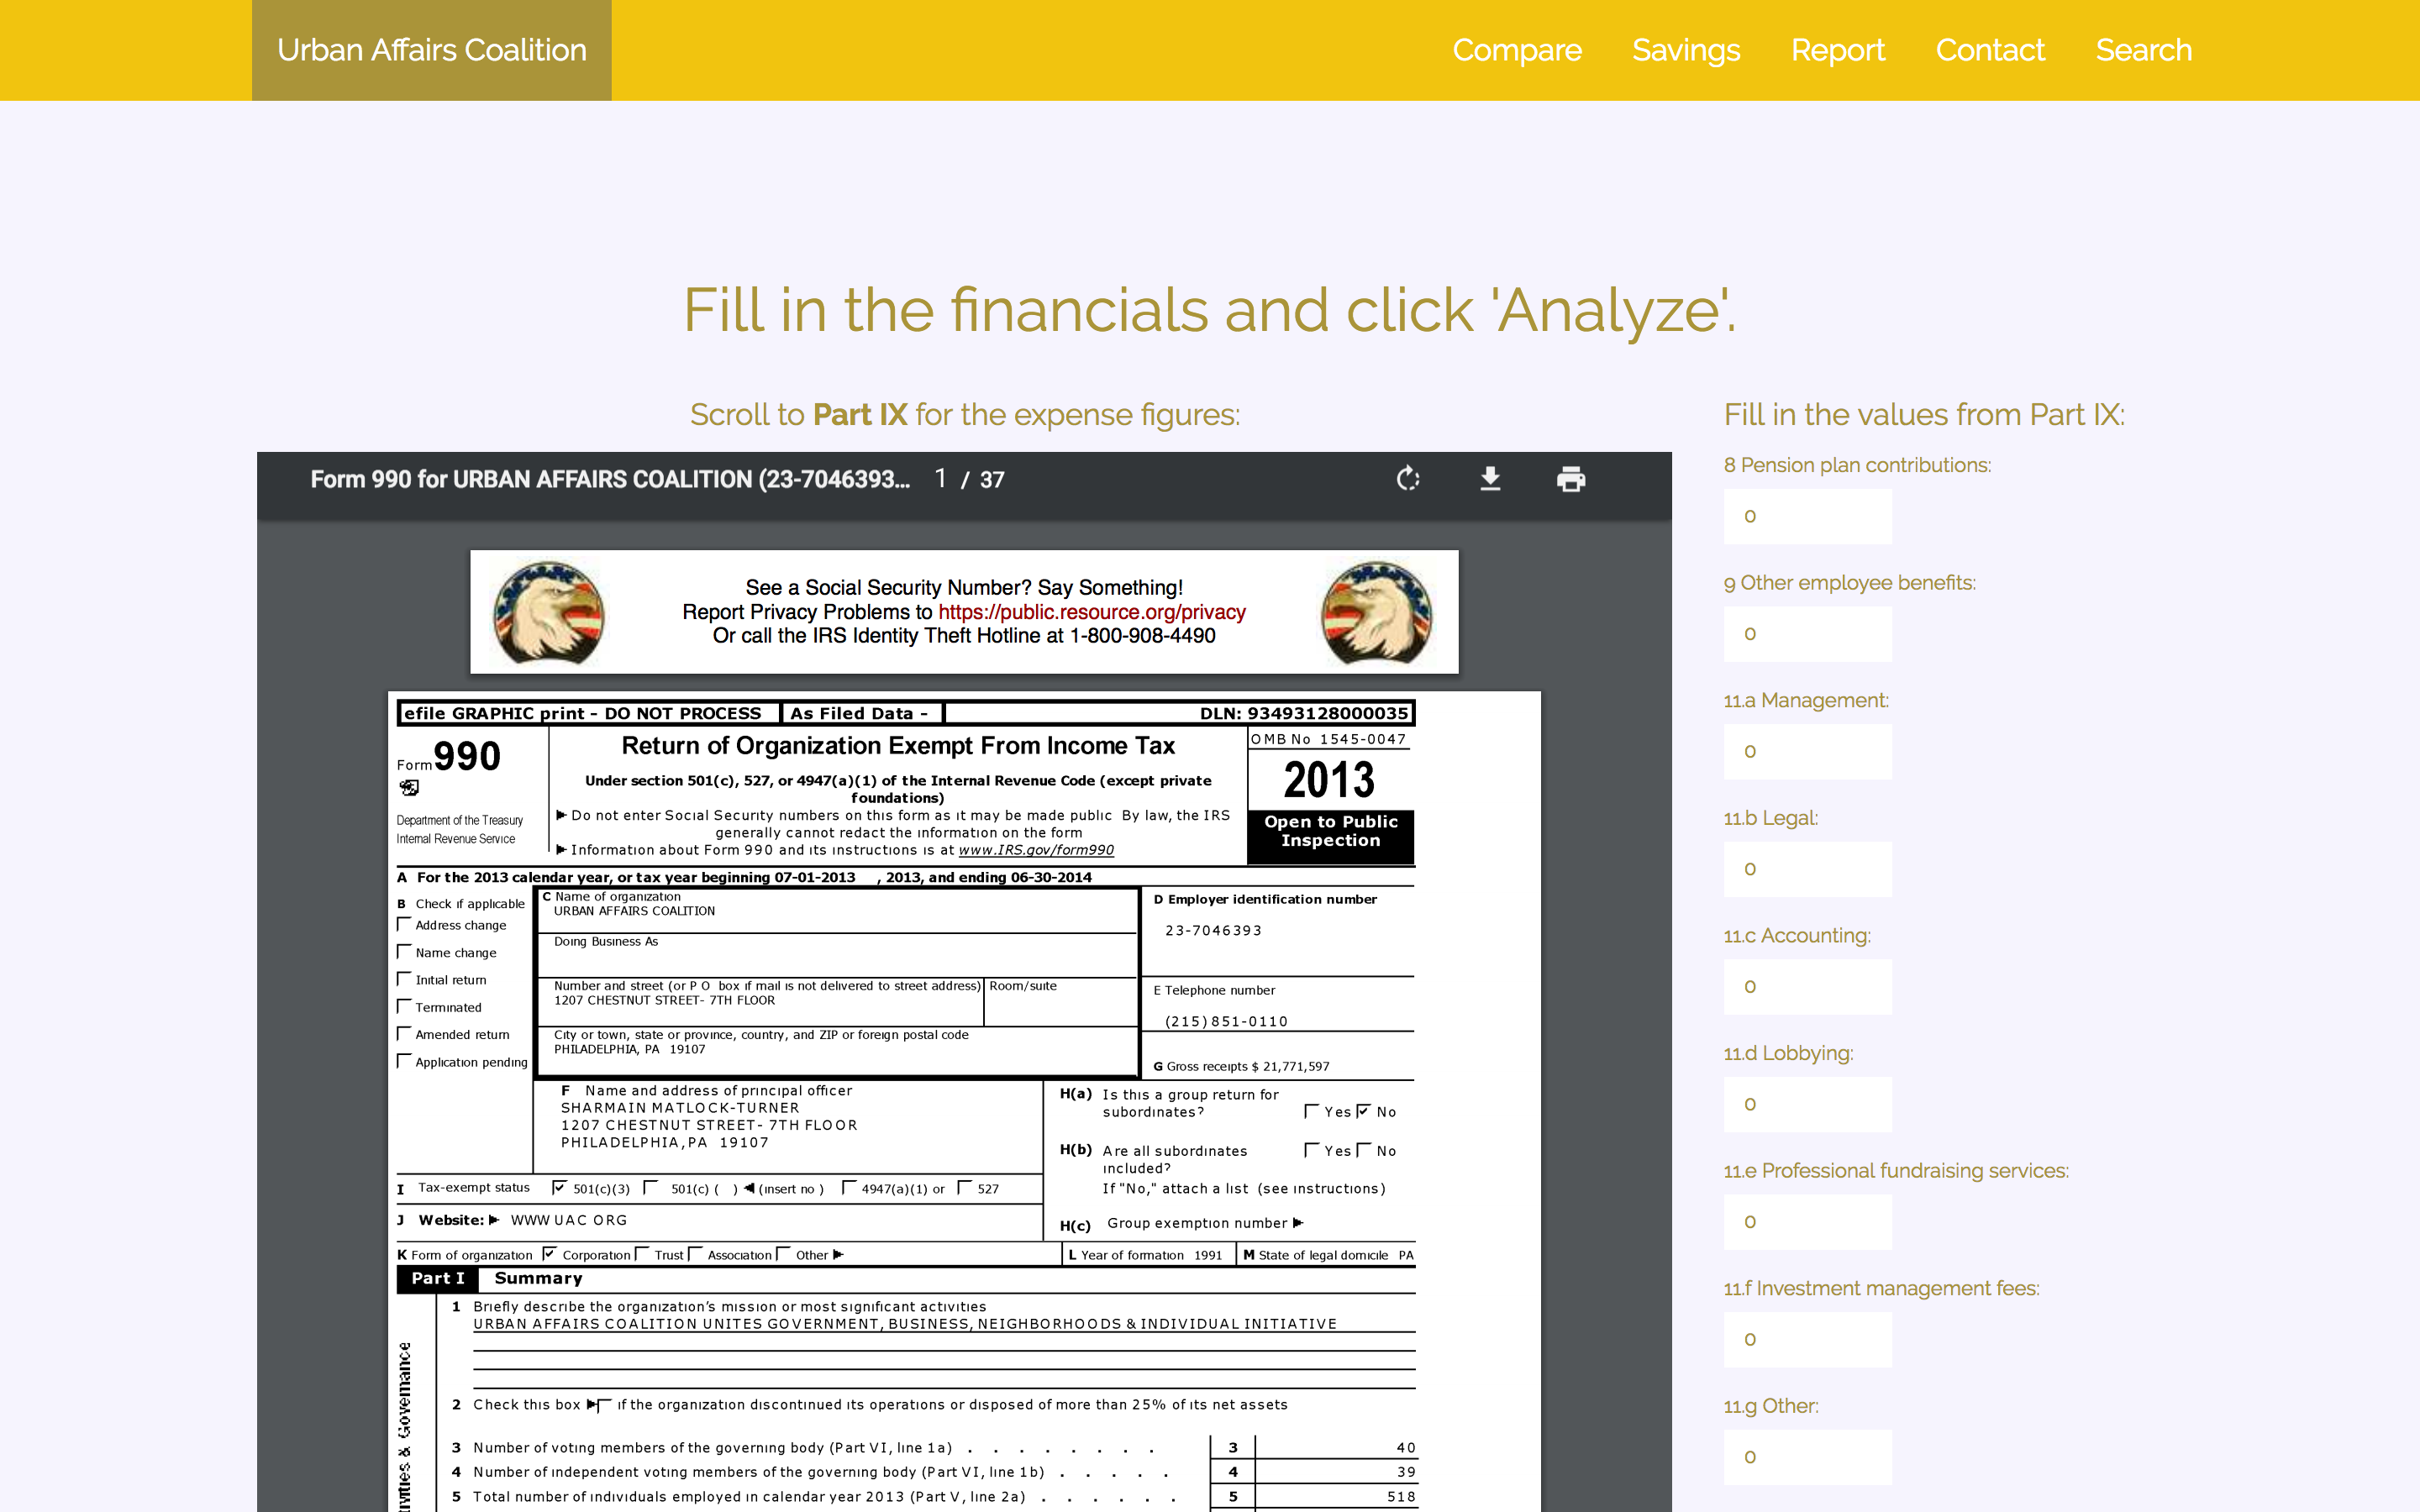 Urban Affairs Coalition
Compare Savings Report Contact Search
Fill in the financials and click 'Analyze'.
Scroll to Part IX for the expense figures:
Form 990 for URBAN AFFAIRS COALITION (23-7046393... 1 / 37
See a Social Security Number? Say Something!
Report Privacy Problems to https://public.resource.org/privacy
Or call the IRS Identity Theft Hotline at 1-800-908-4490
efile GRAPHIC print - DO NOT PROCESS As Filed Data - DLN: 93493128000035
Form 990
Department of the Treasury
Internal Revenue Service
Return of Organization Exempt From Income Tax
Under section 501(c), 527, or 4947(a)(1) of the Internal Revenue Code (except private
foundations)
Do not enter Social Security numbers on this form as it may be made public By law, the IRS
generally cannot redact the information on the form
Information about Form 990 and its instructions is at www.IRS.gov/form990
OMB No 1545-0047
2013
Open to Public
Inspection
A For the 2013 calendar year, or tax year beginning 07-01-2013 , 2013, and ending 06-30-2014
B Check if applicable
Address change
Name change
Initial return
Terminated
Amended return
Application pending
C Name of organization
URBAN AFFAIRS COALITION
Doing Business As
Number and street (or P O box if mail is not delivered to street address) Room/suite
1207 CHESTNUT STREET- 7TH FLOOR
City or town, state or province, country, and ZIP or foreign postal code
PHILADELPHIA, PA 19107
D Employer identification number
23-7046393
E Telephone number
(215) 851-0110
G Gross receipts $ 21,771,597
F Name and address of principal officer
SHARMAIN MATLOCK-TURNER
1207 CHESTNUT STREET- 7TH FLOOR
PHILADELPHIA, PA 19107
H(a) Is this a group return for
subordinates? Yes No
H(b) Are all subordinates Yes No
included?
If "No," attach a list (see instructions)
H(c) Group exemption number
I Tax-exempt status 501(c)(3) 501(c) ( ) (insert no ) 4947(a)(1) or 527
J Website: WWW UAC ORG
K Form of organization Corporation Trust Association Other
L Year of formation 1991 M State of legal domicile PA
Part I Summary
1 Briefly describe the organization's mission or most significant activities
URBAN AFFAIRS COALITION UNITES GOVERNMENT, BUSINESS, NEIGHBORHOODS & INDIVIDUAL INITIATIVE
2 Check this box if the organization discontinued its operations or disposed of more than 25% of its net assets
3 Number of voting members of the governing body (Part VI, line 1a) . . . . . . . . 3 40
4 Number of independent voting members of the governing body (Part VI, line 1b) . . . . . 4 39
5 Total number of individuals employed in calendar year 2013 (Part V, line 2a) . . . . . . 5 518
& Governance
Fill in the values from Part IX:
8 Pension plan contributions:
0
9 Other employee benefits:
0
11.a Management:
0
11.b Legal:
0
11.c Accounting:
0
11.d Lobbying:
0
11.e Professional fundraising services:
0
11.f Investment management fees:
0
11.g Other:
0